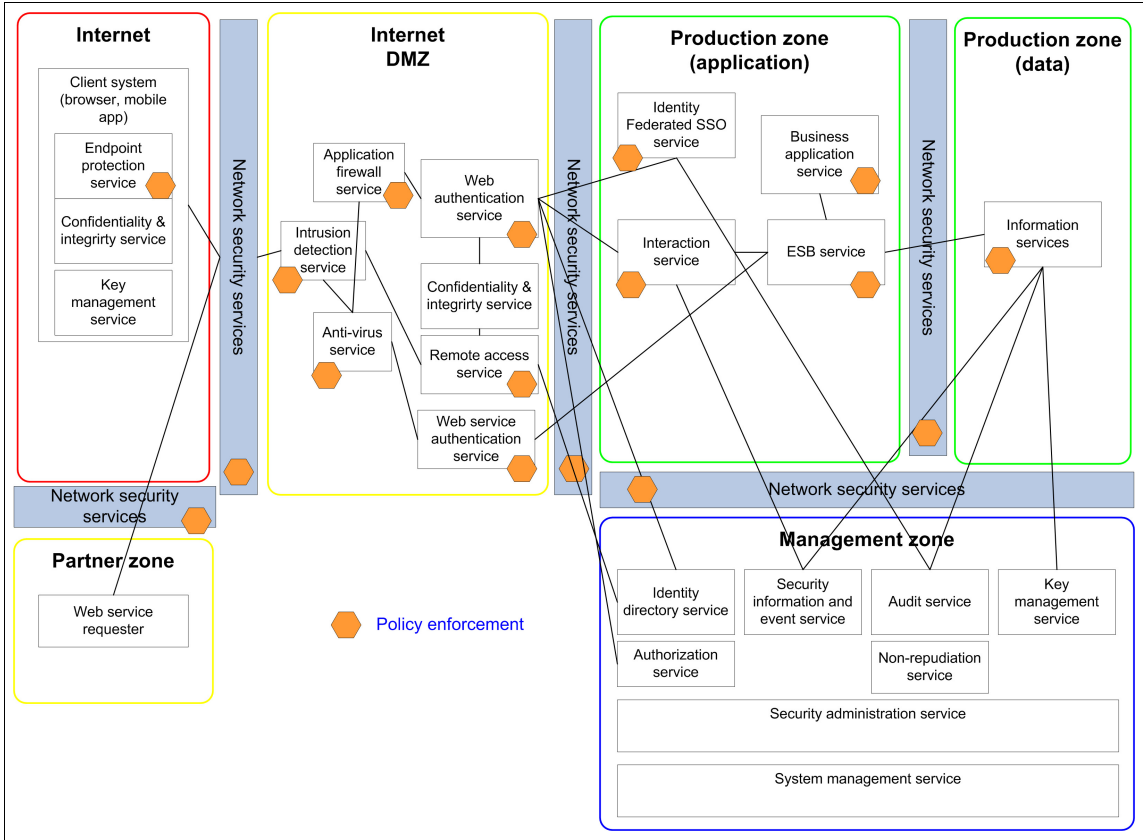 Internet
Client system
(browser, mobile
app)
Endpoint
protection
service
Confidentiality &
integrirty service
Key
management
service
Network security services
Network security
services
Partner zone
Web service
requester
Internet
DMZ
Application
firewall
service
Web
authentication
service
Intrusion
detection
service
Confidentiality &
integrirty service
Anti-virus
service
Remote access
service
Web service
authentication
service
Policy enforcement
Network security services
Production zone
(application)
Identity
Federated SSO
service
Business
application
service
Interaction
service
ESB service
Network security services
Production zone
(data)
Information
services
Network security services
Management zone
Identity
directory service
Security
information and
event service
Audit service
Key
management
service
Authorization
service
Non-repudiation
service
Security administration service
System management service